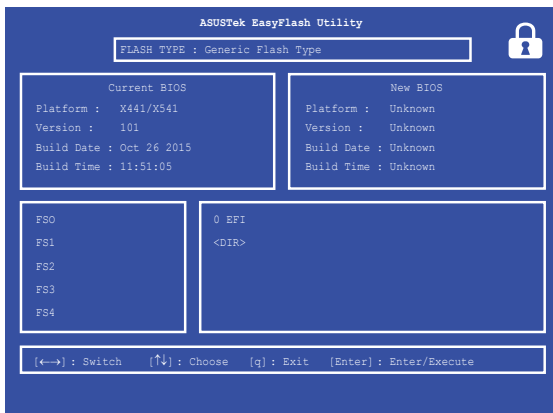 ASUSTek EasyFlash Utility
FLASH TYPE : Generic Flash Type
Current BIOS
Platform : X441/X541
Version : 101
Build Date : Oct 26 2015
Build Time : 11:51:05
New BIOS
Platform : Unknown
Version : Unknown
Build Date : Unknown
Build Time : Unknown
FSO
FS1
FS2
FS3
FS4
0 EFI
<DIR>
[←→] : Switch [↑↓] : Choose [q] : Exit [Enter] : Enter/Execute